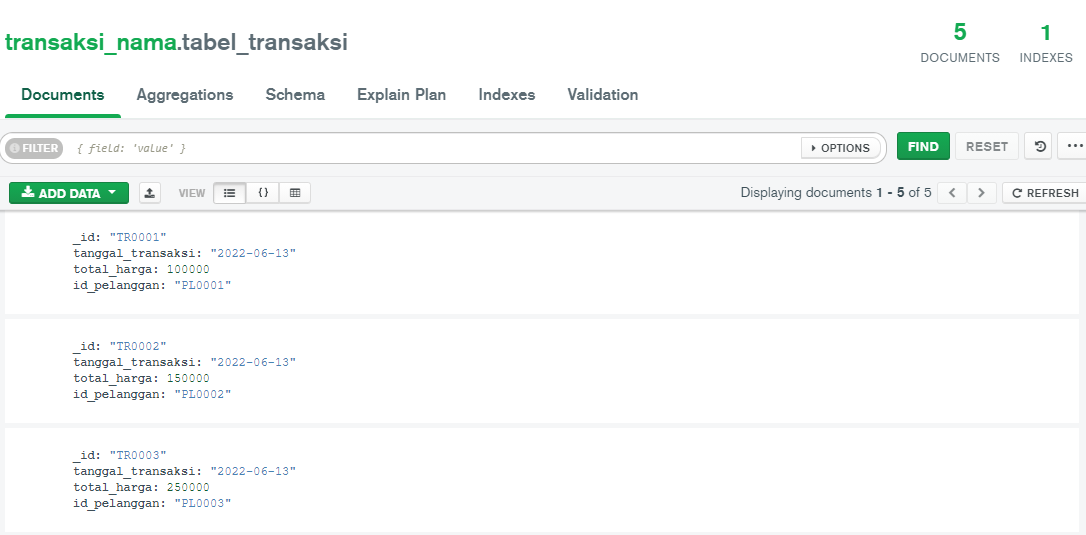 transaksi_nama.tabel_transaksi
5
DOCUMENTS
1
INDEXES
Documents Aggregations Schema Explain Plan Indexes Validation
FILTER { field: 'value' } OPTIONS FIND RESET
ADD DATA VIEW { } Displaying documents 1 - 5 of 5 < > REFRESH
_id: "TR0001"
tanggal_transaksi: "2022-06-13"
total_harga: 100000
id_pelanggan: "PL0001"
_id: "TR0002"
tanggal_transaksi: "2022-06-13"
total_harga: 150000
id_pelanggan: "PL0002"
_id: "TR0003"
tanggal_transaksi: "2022-06-13"
total_harga: 250000
id_pelanggan: "PL0003"